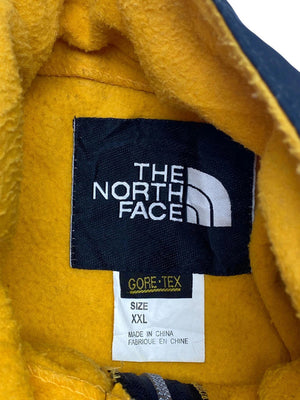 THE
NORTH
FACE
GORE-TEX
SIZE
XXL
MADE IN CHINA
FABRIQUÉ EN CHINE